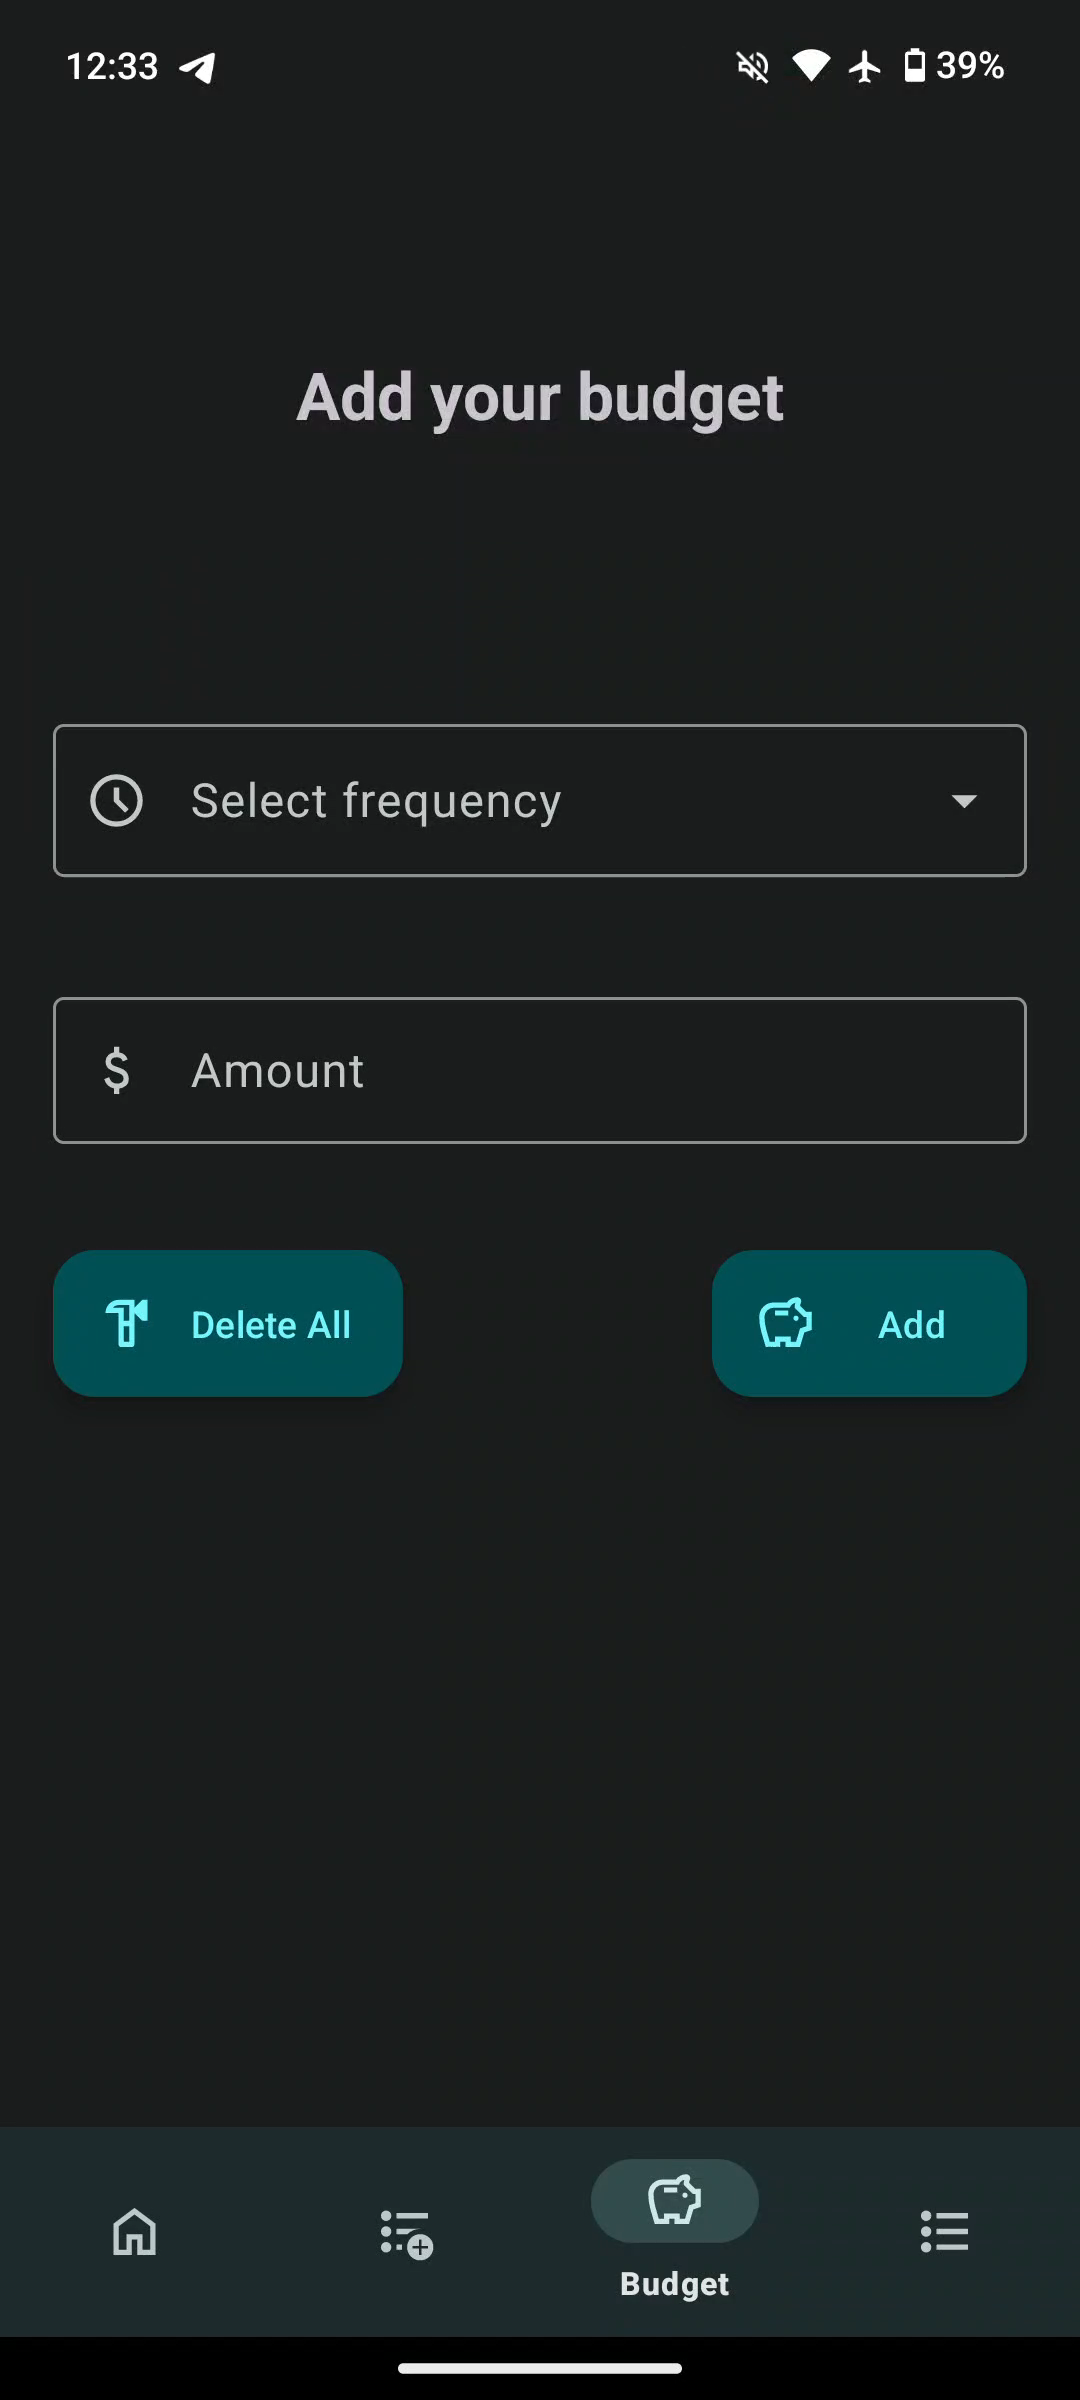 12:33
39%
Add your budget
Select frequency
$ Amount
Delete All
Add
Budget